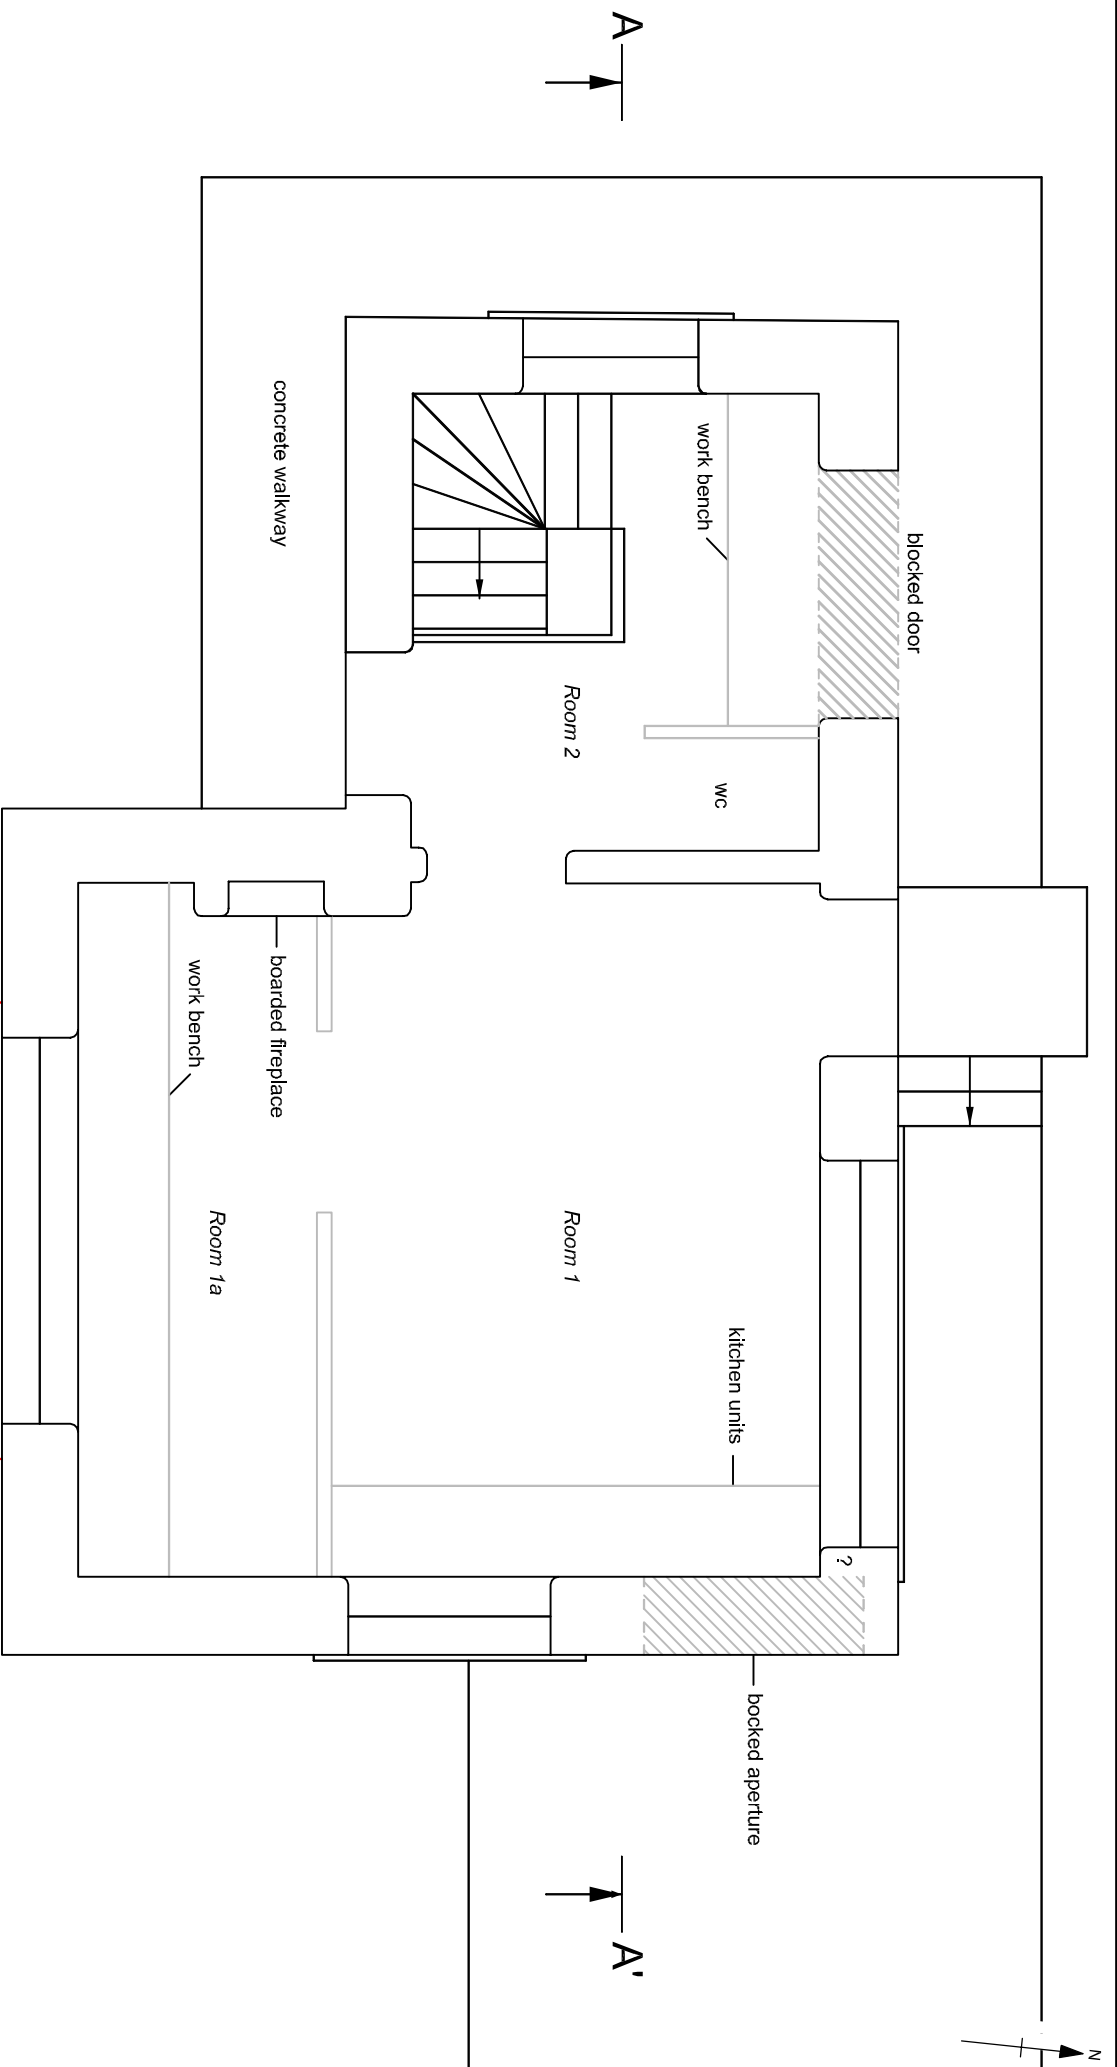 N
blocked door
?
bocked aperture
kitchen units
wc
work bench
A
A'
Room 2
Room 1
concrete walkway
boarded fireplace
Room 1a
work bench